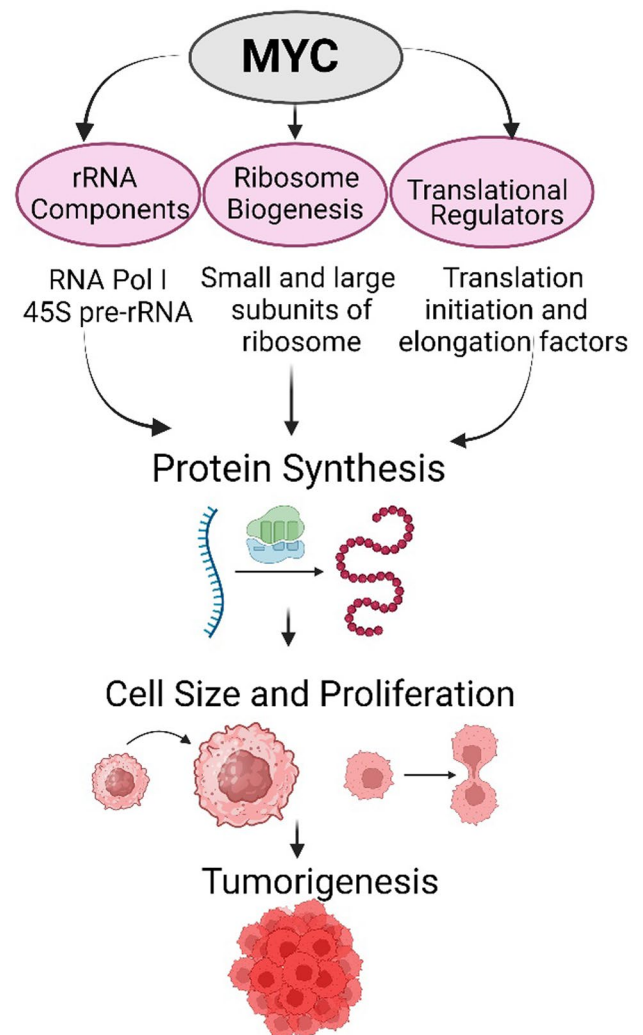 MYC
rRNA
Components
Ribosome
Biogenesis
Translational
Regulators
RNA Pol I
45S pre-rRNA
Small and large
subunits of
ribosome
Translation
initiation and
elongation factors
Protein Synthesis
Cell Size and Proliferation
Tumorigenesis